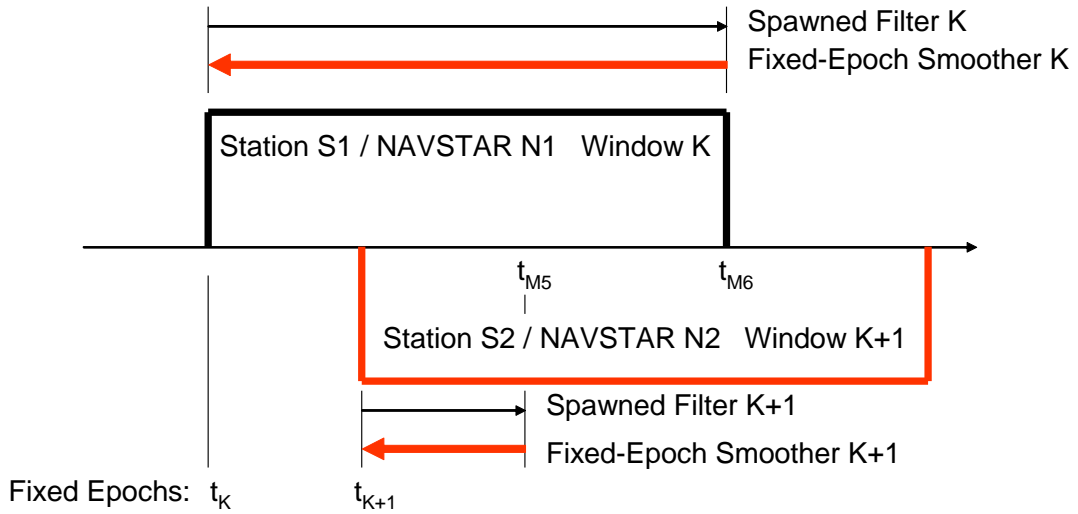 Spawned Filter K
Fixed-Epoch Smoother K
Station S1 / NAVSTAR N1 Window K
tM5
tM6
Station S2 / NAVSTAR N2 Window K+1
Spawned Filter K+1
Fixed-Epoch Smoother K+1
Fixed Epochs: tK tK+1